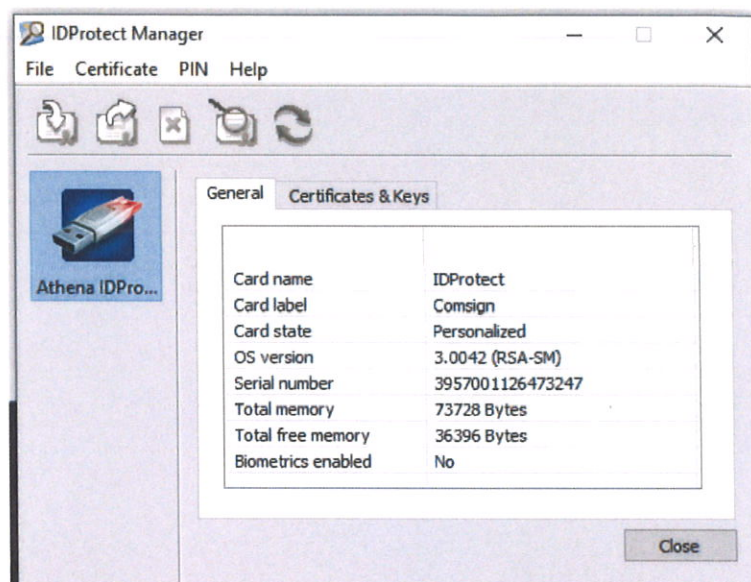 IDProtect Manager
File Certificate PIN Help
General Certificates & Keys
Athena IDPro...
Card name IDProtect
Card label Comsign
Card state Personalized
OS version 3.0042 (RSA-SM)
Serial number 3957001126473247
Total memory 73728 Bytes
Total free memory 36396 Bytes
Biometrics enabled No
Close